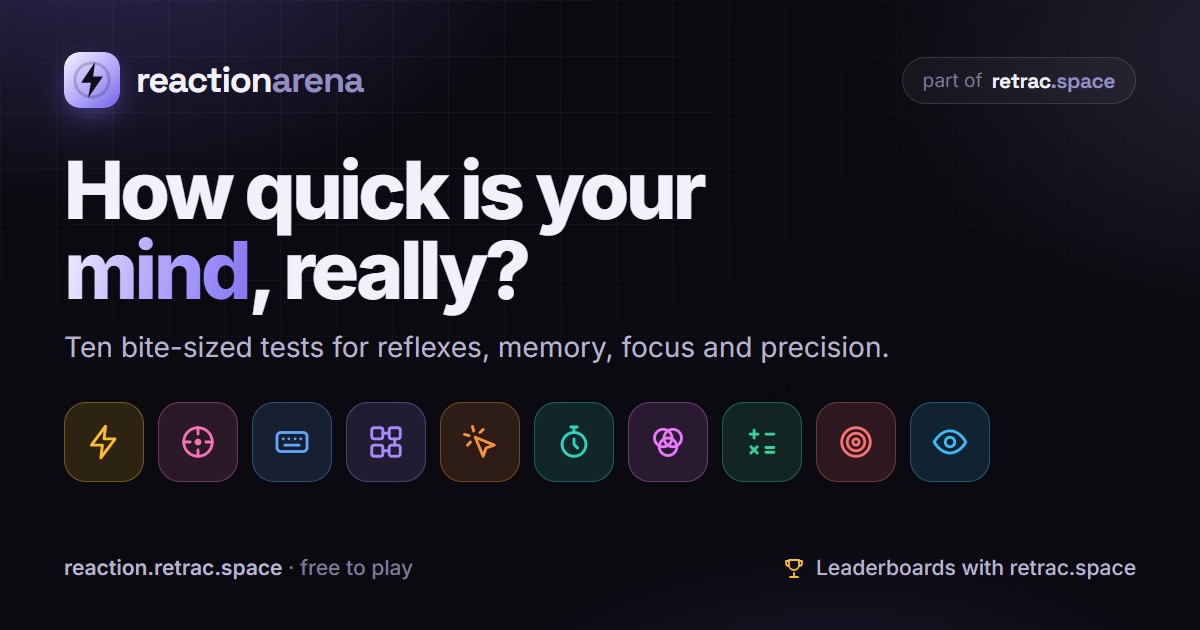 reactionarena
part of retrac.space
How quick is your
mind, really?
Ten bite-sized tests for reflexes, memory, focus and precision.
reaction.retrac.space · free to play
Leaderboards with retrac.space